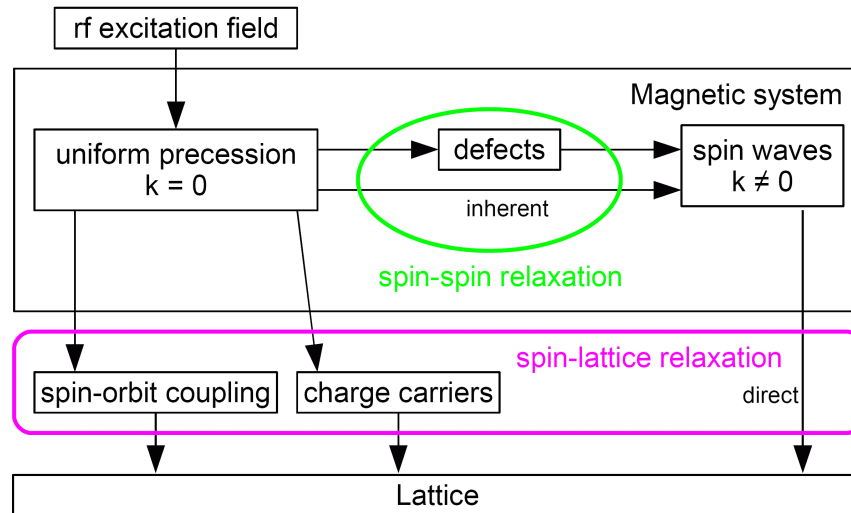 rf excitation field
Magnetic system
uniform precession
k = 0
defects
spin waves
k ≠ 0
inherent
spin-spin relaxation
spin-lattice relaxation
spin-orbit coupling
charge carriers
direct
Lattice